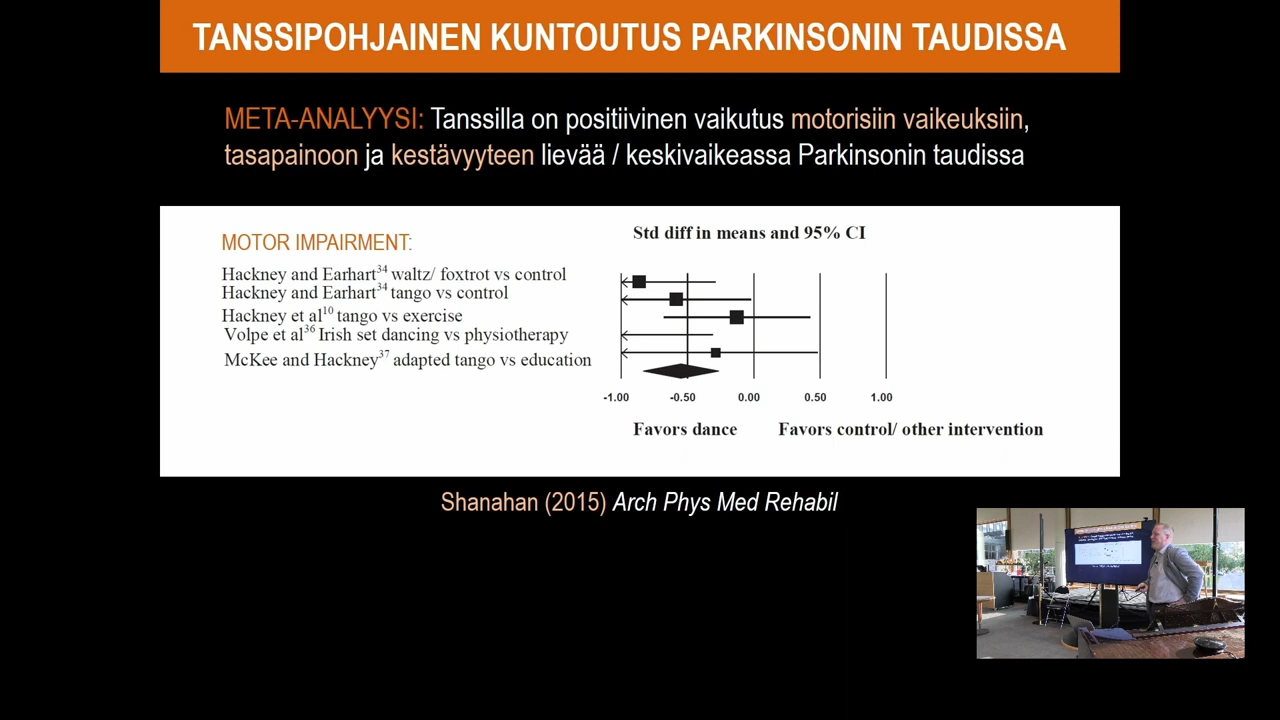 TANSSIPOHJAINEN KUNTOUTUS PARKINSONIN TAUDISSA
META-ANALYYSI: Tanssilla on positiivinen vaikutus motorisiin vaikeuksiin,
tasapainoon ja kestävyyteen lievää / keskivaikeassa Parkinsonin taudissa
MOTOR IMPAIRMENT:
Std diff in means and 95% CI
Hackney and Earhart34 waltz/ foxtrot vs control
Hackney and Earhart34 tango vs control
Hackney et al10 tango vs exercise
Volpe et al36 Irish set dancing vs physiotherapy
McKee and Hackney37 adapted tango vs education
-1.00 -0.50 0.00 0.50 1.00
Favors dance Favors control/ other intervention
Shanahan (2015) Arch Phys Med Rehabil